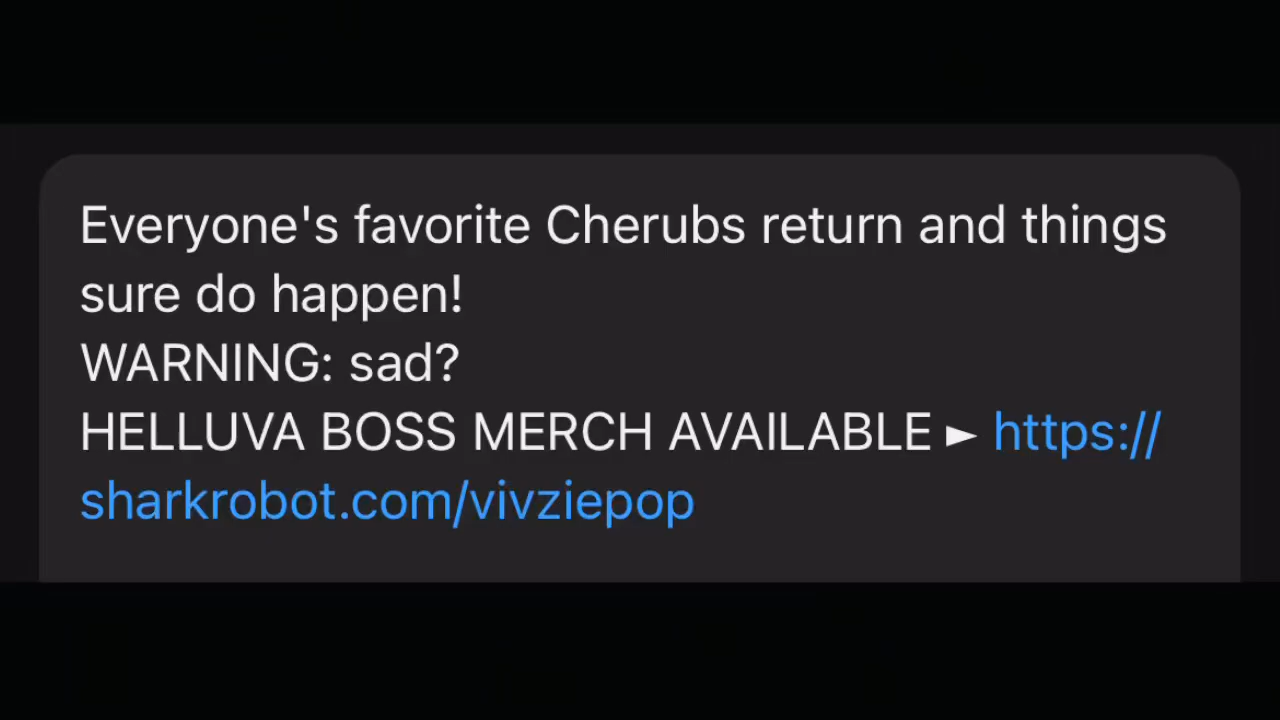 Everyone's favorite Cherubs return and things
sure do happen!
WARNING: sad?
HELLUVA BOSS MERCH AVAILABLE ► https://
sharkrobot.com/vivziepop